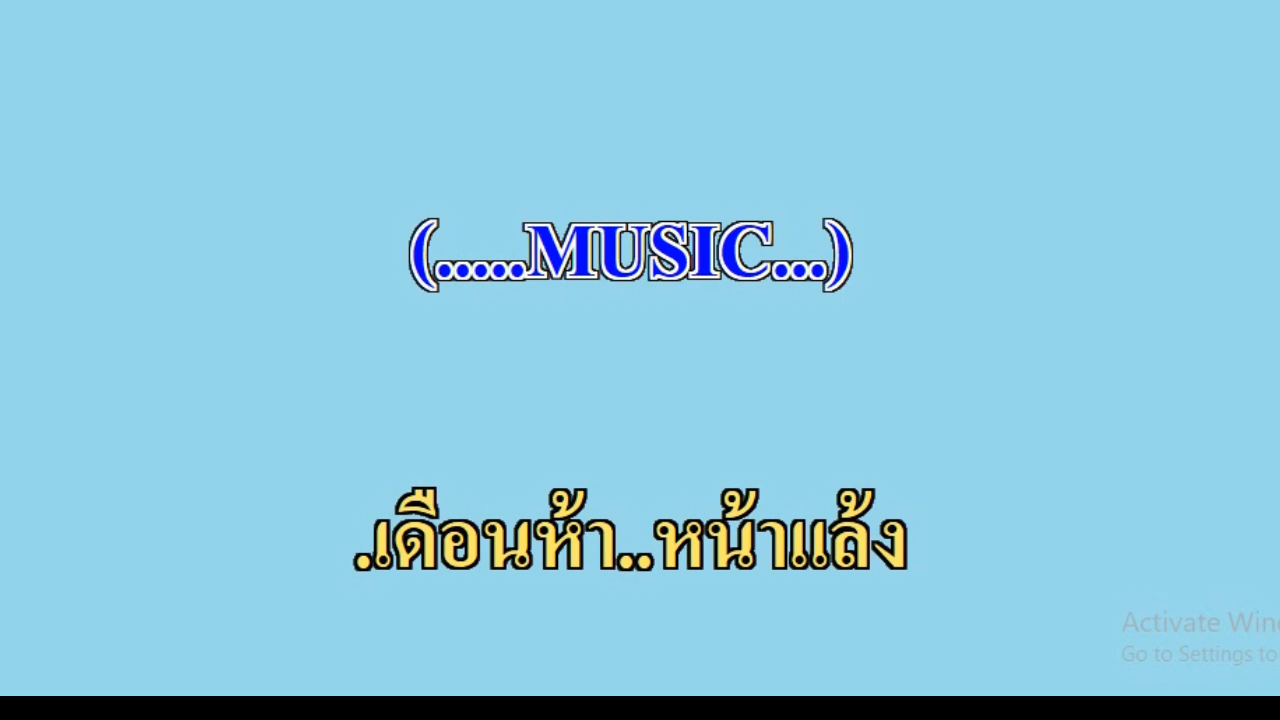 (.....MUSIC...)
.เดือนห้า..หน้าแล้ง
Activate Win
Go to Settings to